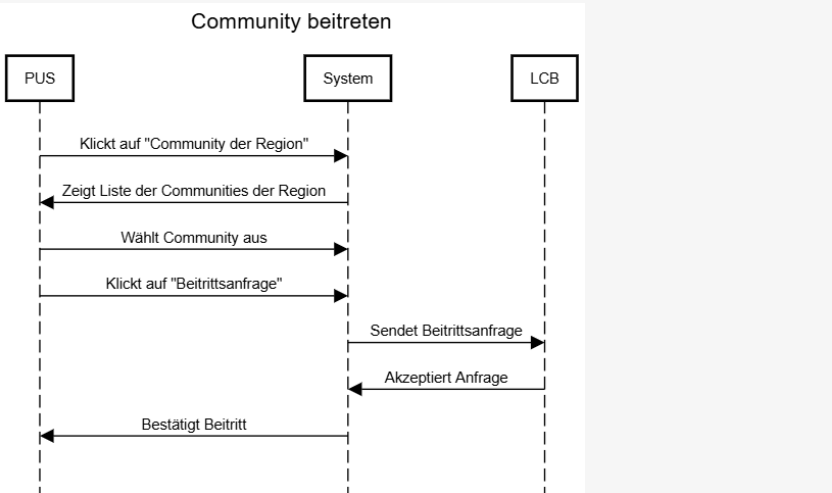 Community beitreten
PUS
System
LCB
Klickt auf "Community der Region"
Zeigt Liste der Communities der Region
Wählt Community aus
Klickt auf "Beitrittsanfrage"
Sendet Beitrittsanfrage
Akzeptiert Anfrage
Bestätigt Beitritt